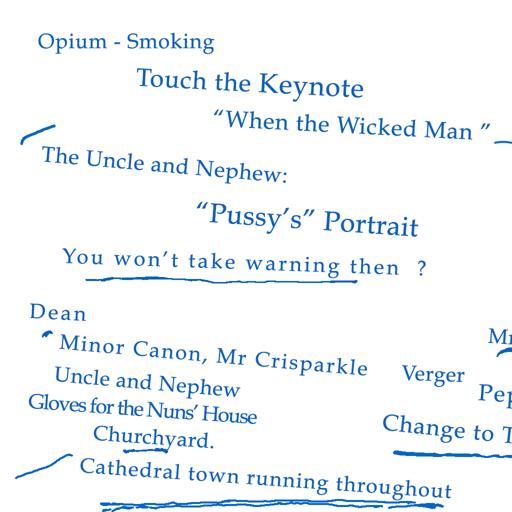 Opium - Smoking
Touch the Keynote
“When the Wicked Man ”
The Uncle and Nephew:
“Pussy’s” Portrait
You won’t take warning then ?
Dean
Minor Canon, Mr Crisparkle
Verger
Uncle and Nephew
Gloves for the Nuns’ House
Change to
Churchyard.
Cathedral town running throughout